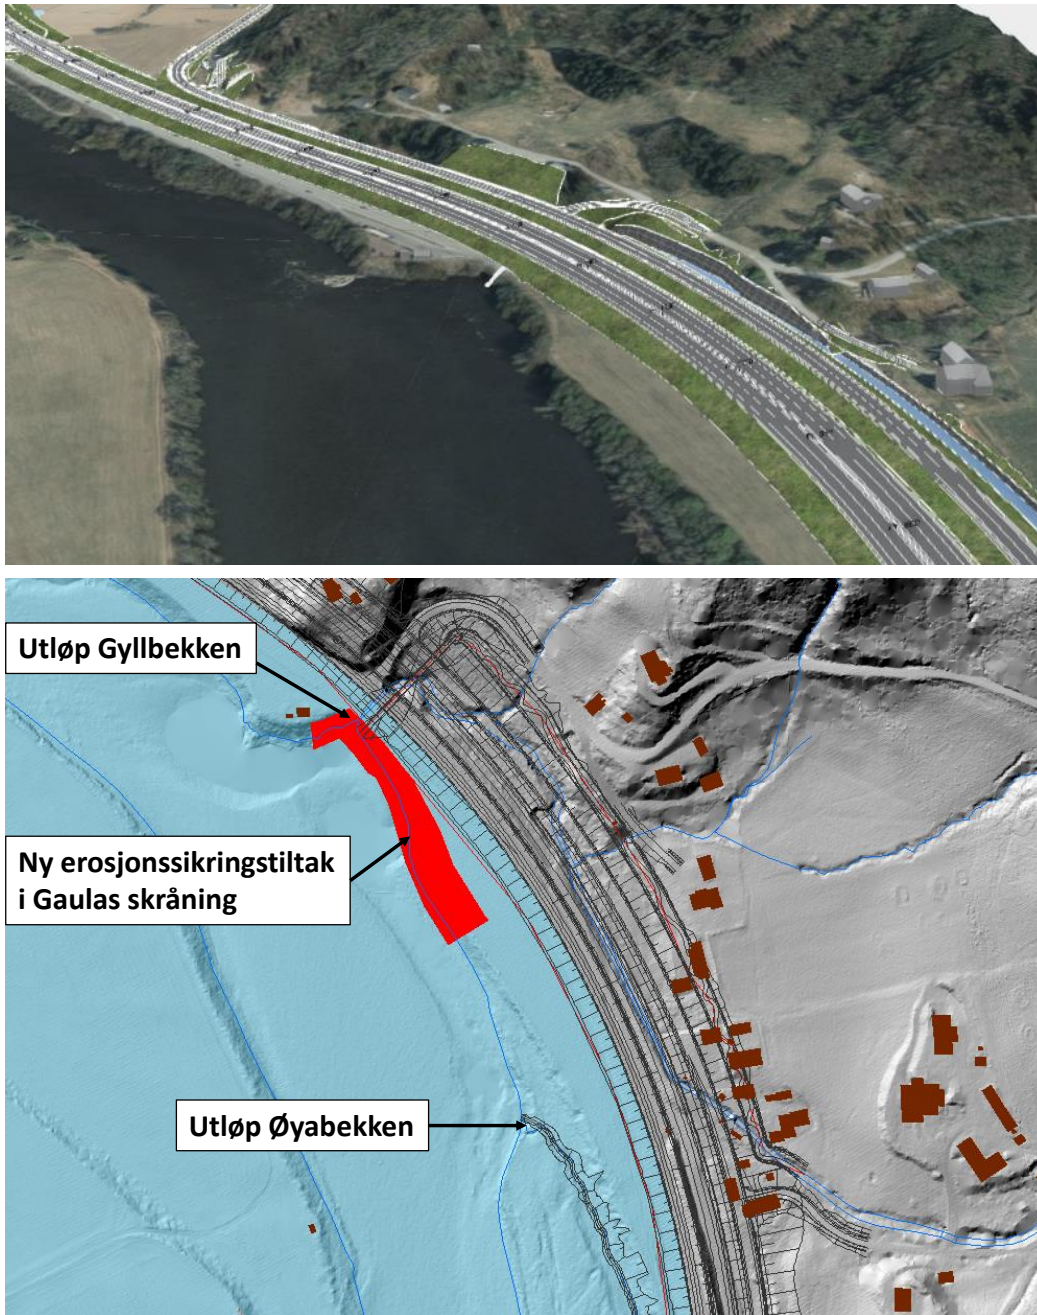 Utløp Gyllbekken
Ny erosjonssikringstiltak
i Gaulas skråning
Utløp Øyabekken